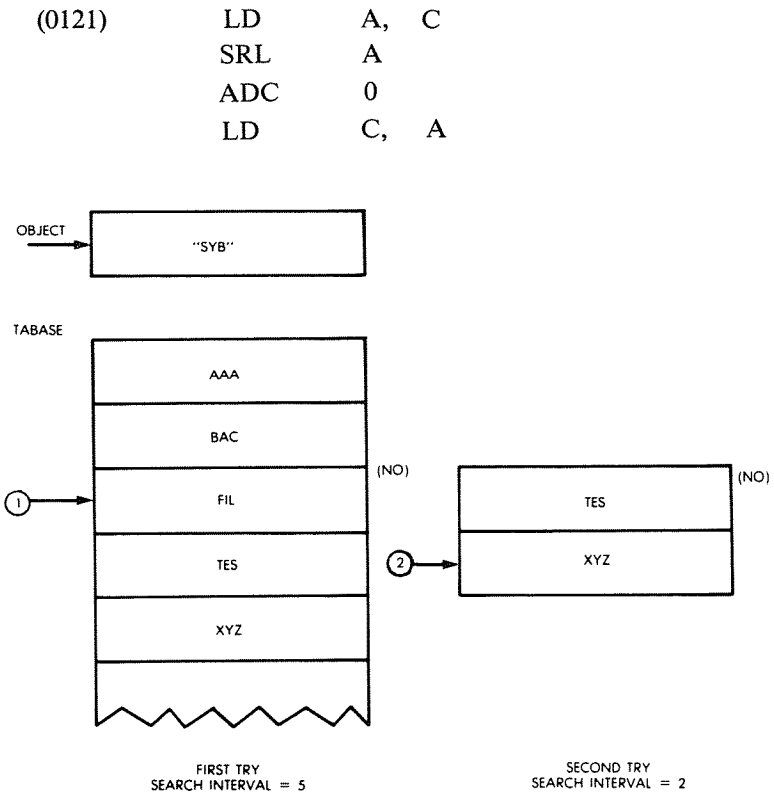 (0121) LD A, C
SRL A
ADC 0
LD C, A
OBJECT
"SYB"
TABASE
AAA
BAC
(NO)
1
FIL
TES
XYZ
FIRST TRY
SEARCH INTERVAL = 5
(NO)
TES
2
XYZ
SECOND TRY
SEARCH INTERVAL = 2